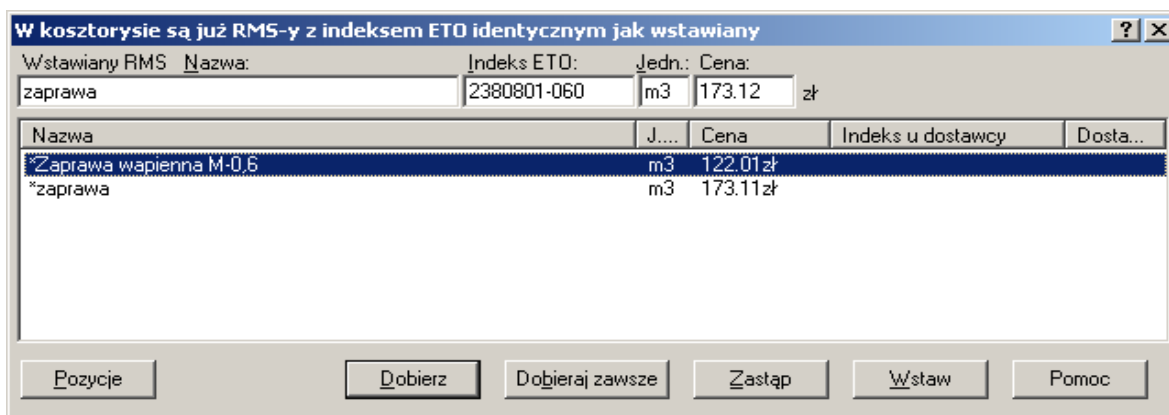 W kosztorysie są już RMS-y z indeksem ETO identycznym jak wstawiany
Wstawiany RMS Nazwa: Indeks ETO: Jedn.: Cena:
zaprawa 2380801-060 m3 173.12 zł
Nazwa J.... Cena Indeks u dostawcy Dosta...
*Zaprawa wapienna M-0,6 m3 122.01zł
*zaprawa m3 173.11zł
Pozycje Dobierz Dobieraj zawsze Zastąp Wstaw Pomoc